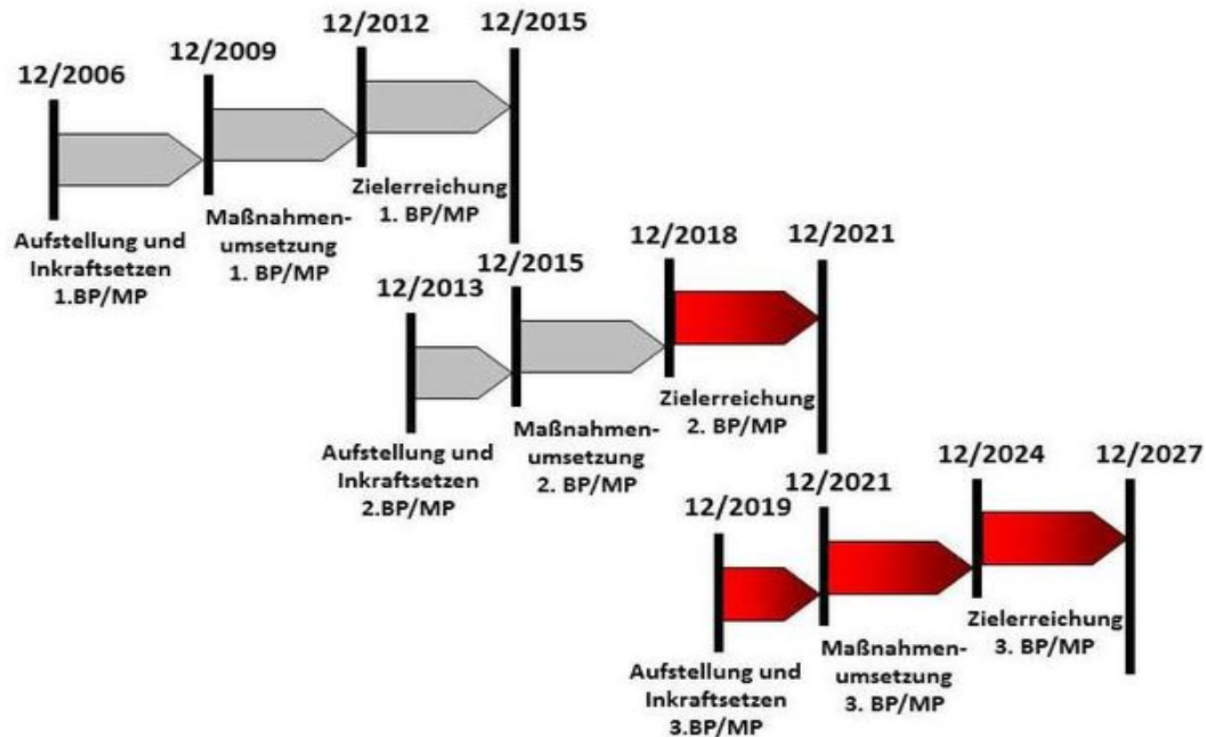 12/2006
12/2009
12/2012
12/2015
Aufstellung und
Inkraftsetzen
1.BP/MP
Maßnahmen-
umsetzung
1. BP/MP
Zielerreichung
1. BP/MP
12/2013
12/2015
12/2018
12/2021
Aufstellung und
Inkraftsetzen
2.BP/MP
Maßnahmen-
umsetzung
2. BP/MP
Zielerreichung
2. BP/MP
12/2019
12/2021
12/2024
12/2027
Aufstellung und
Inkraftsetzen
3.BP/MP
Maßnahmen-
umsetzung
3. BP/MP
Zielerreichung
3. BP/MP